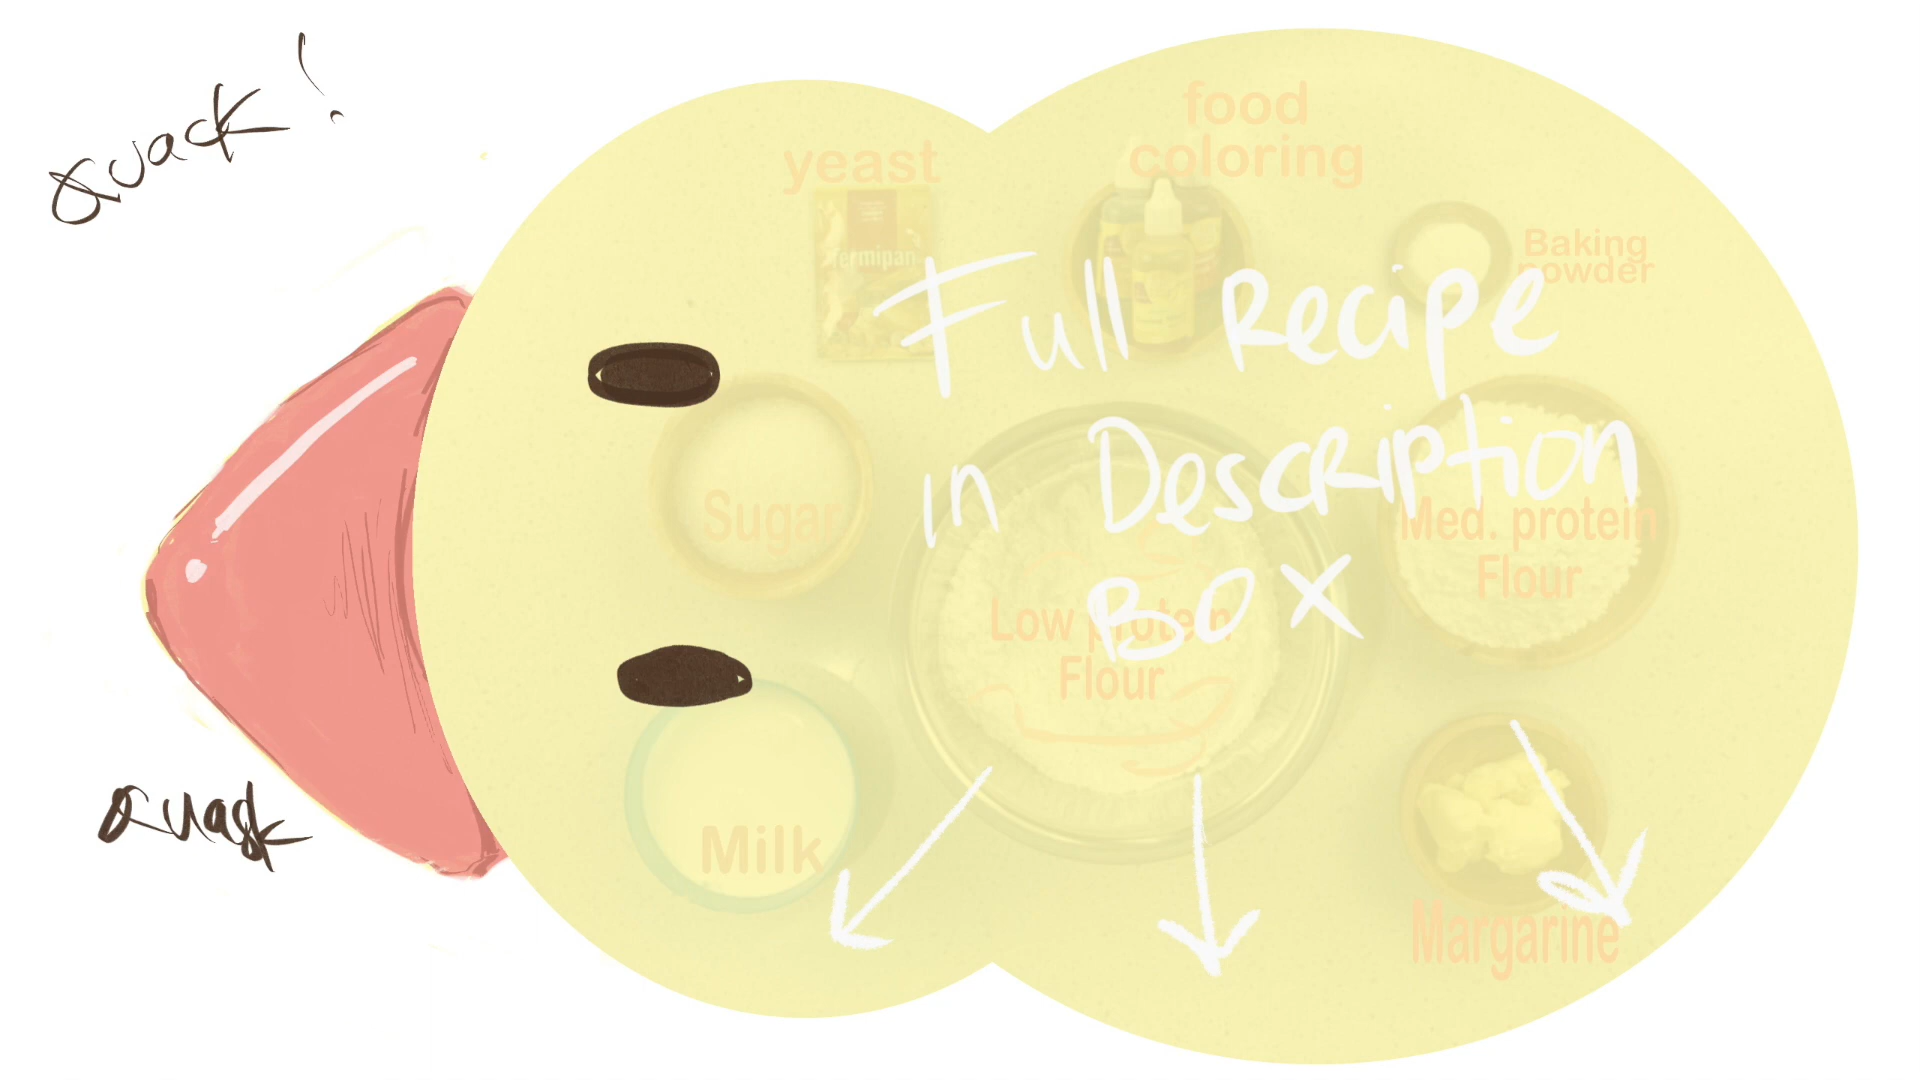 Quack!
food
coloring
yeast
Baking
powder
fermipan
Full Recipe
in Description
Box
Sugar
Med. protein
Flour
Low protein
Flour
Quack
Milk
Margarine